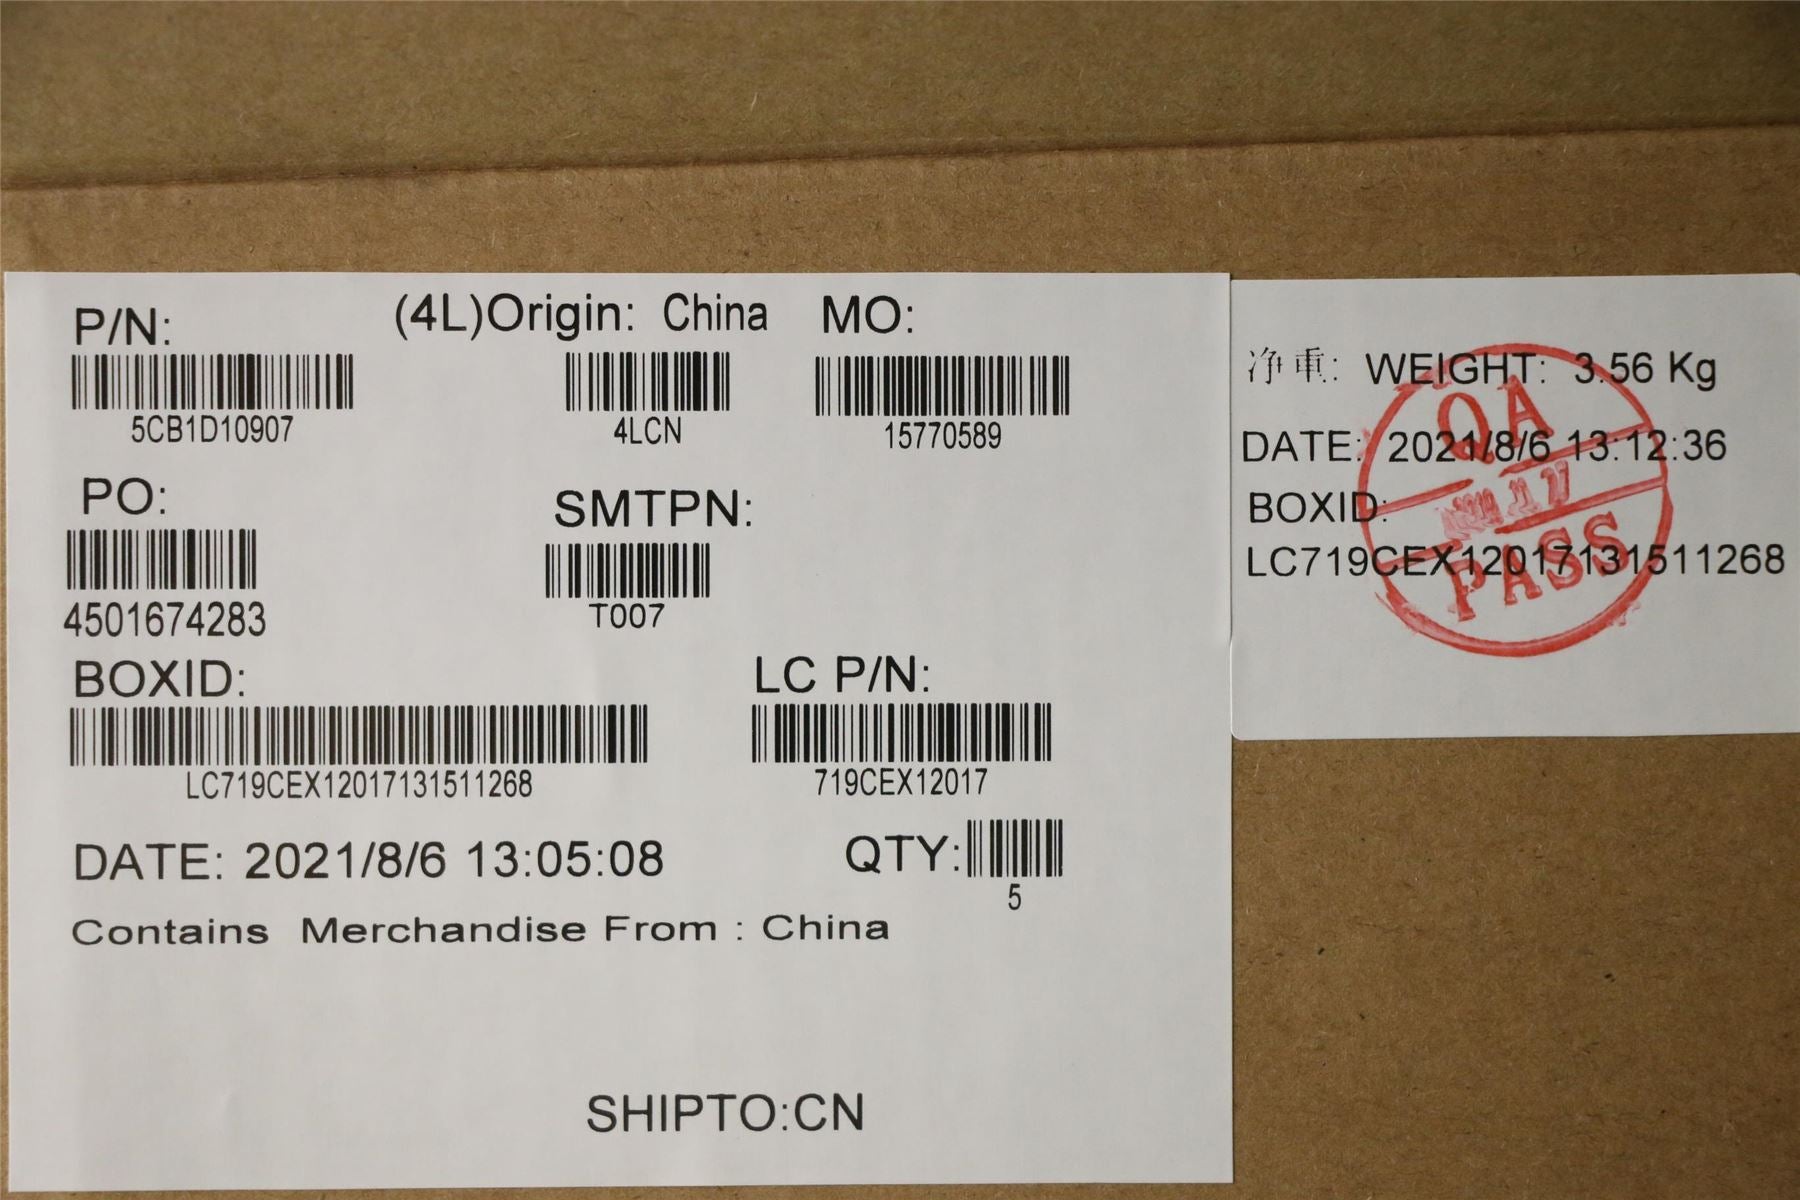 P/N: (4L)Origin: China MO:
5CB1D10907 4LCN 15770589
PO: SMTPN:
4501674283 T007
BOXID: LC P/N:
LC719CEX12017131511268 719CEX12017
DATE: 2021/8/6 13:05:08 QTY:
5
Contains Merchandise From : China
SHIPTO:CN
净重: WEIGHT: 3.56 Kg
DATE: 2021/8/6 13:12:36
BOXID:
LC719CEX12017131511268
QA
PASS